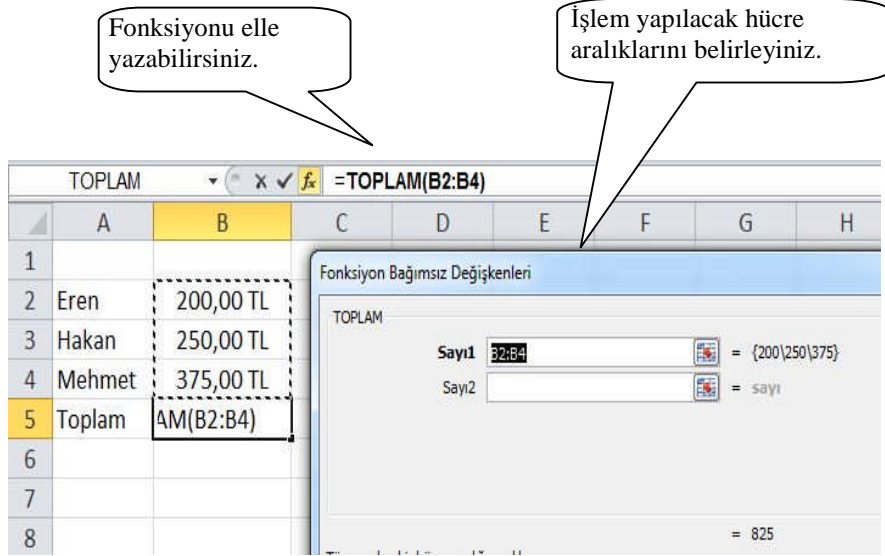 Fonksiyonu elle
yazabilirsiniz.
İşlem yapılacak hücre
aralıklarını belirleyiniz.
TOPLAM fx =TOPLAM(B2:B4)
A B C D E F G H
1
2 Eren 200,00 TL
3 Hakan 250,00 TL
4 Mehmet 375,00 TL
5 Toplam AM(B2:B4)
6
7
8
Fonksiyon Bağımsız Değişkenleri
TOPLAM
Sayı1 B2:B4 = {200\250\375}
Sayı2 = sayı
= 825